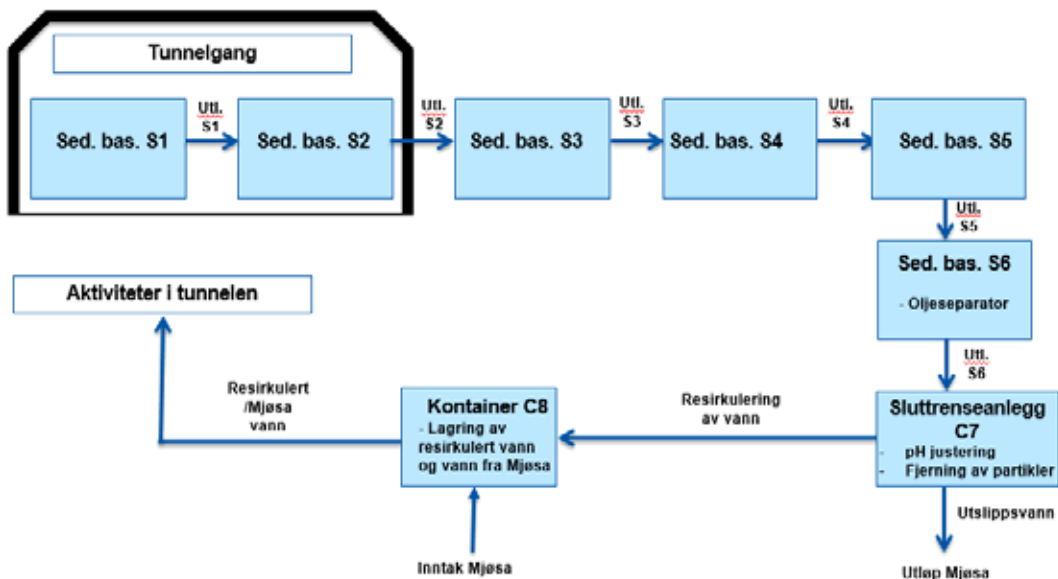 Tunnelgang
Sed. bas. S1
Utl.
S1
Sed. bas. S2
Utl.
S2
Sed. bas. S3
Utl.
S3
Sed. bas. S4
Utl.
S4
Sed. bas. S5
Utl.
S5
Sed. bas. S6
- Oljeseparator
Utl.
S6
Sluttrenseanlegg
C7
- pH justering
- Fjerning av partikler
Utslippsvann
Utløp Mjøsa
Resirkulering
av vann
Kontainer C8
- Lagring av
resirkulert vann
og vann fra Mjøsa
Inntak Mjøsa
Resirkulert
/Mjøsa
vann
Aktiviteter i tunnelen